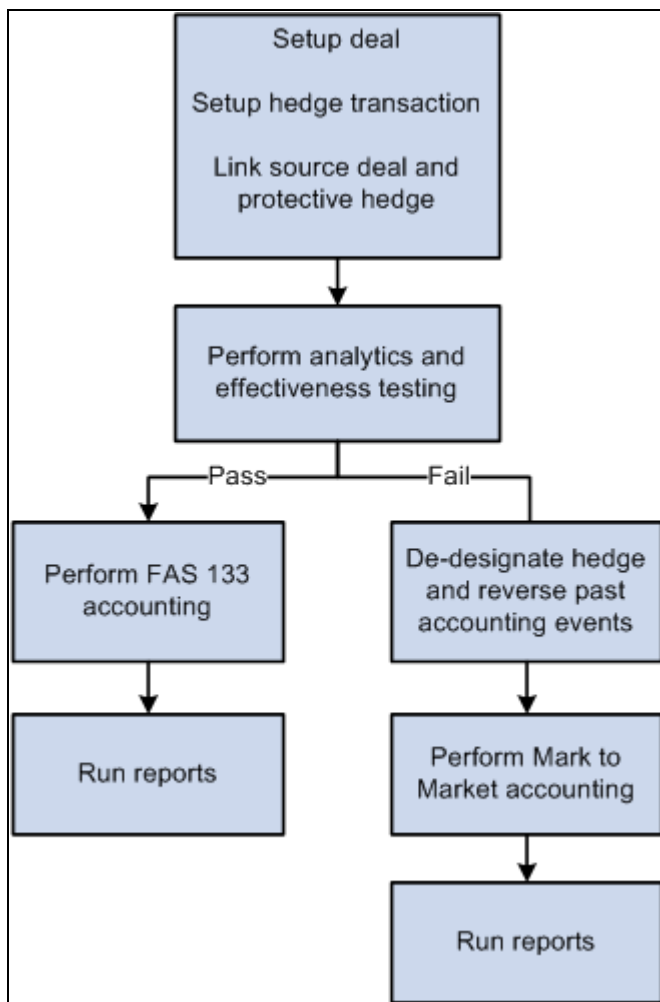 Setup deal
Setup hedge transaction
Link source deal and
protective hedge
Perform analytics and
effectiveness testing
Pass
Fail
Perform FAS 133
accounting
De-designate hedge
and reverse past
accounting events
Run reports
Perform Mark to
Market accounting
Run reports